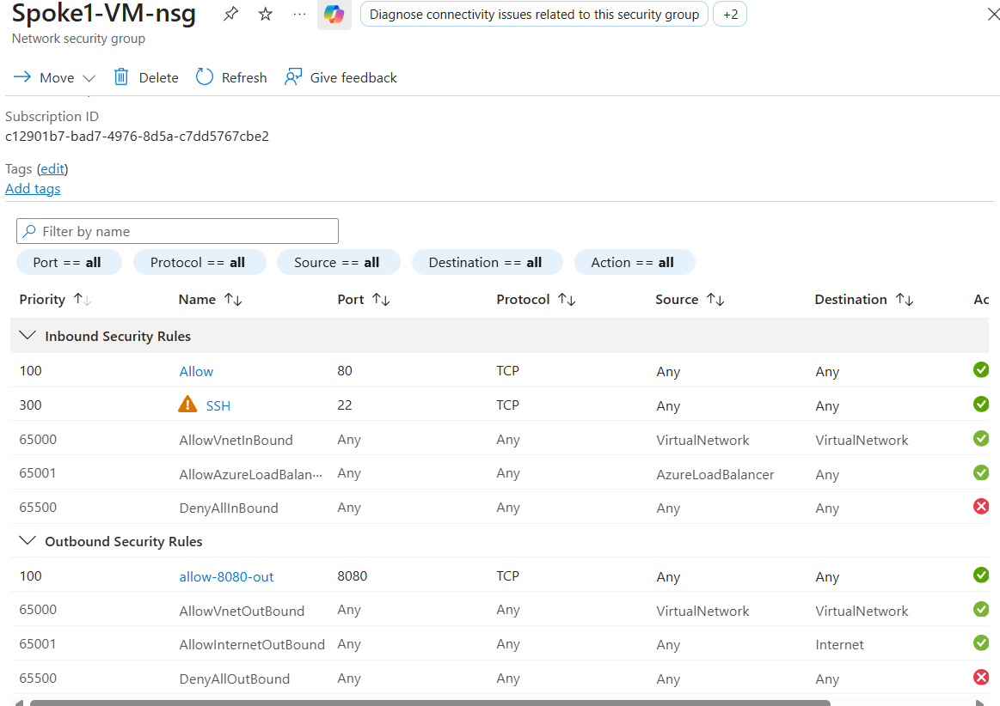 Spoke1-VM-nsg ... Diagnose connectivity issues related to this security group +2
Network security group
Move Delete Refresh Give feedback
Subscription ID
c12901b7-bad7-4976-8d5a-c7dd5767cbe2
Tags (edit)
Add tags
Filter by name
Port == all Protocol == all Source == all Destination == all Action == all
Priority Name Port Protocol Source Destination Ac
Inbound Security Rules
100 Allow 80 TCP Any Any
300 SSH 22 TCP Any Any
65000 AllowVnetInBound Any Any VirtualNetwork VirtualNetwork
65001 AllowAzureLoadBalan... Any Any AzureLoadBalancer Any
65500 DenyAllInBound Any Any Any Any
Outbound Security Rules
100 allow-8080-out 8080 TCP Any Any
65000 AllowVnetOutBound Any Any VirtualNetwork VirtualNetwork
65001 AllowInternetOutBound Any Any Any Internet
65500 DenyAllOutBound Any Any Any Any